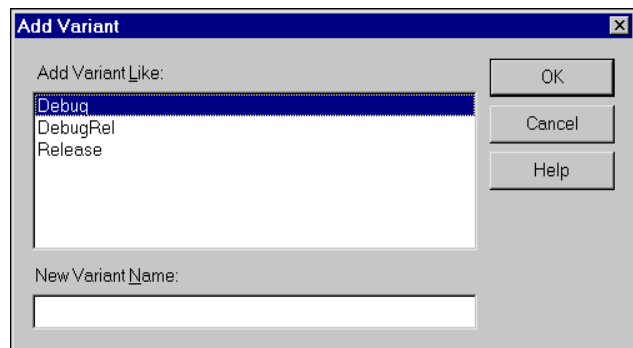 Add Variant
Add Variant Like:
OK
Debug
DebugRel
Cancel
Release
Help
New Variant Name: